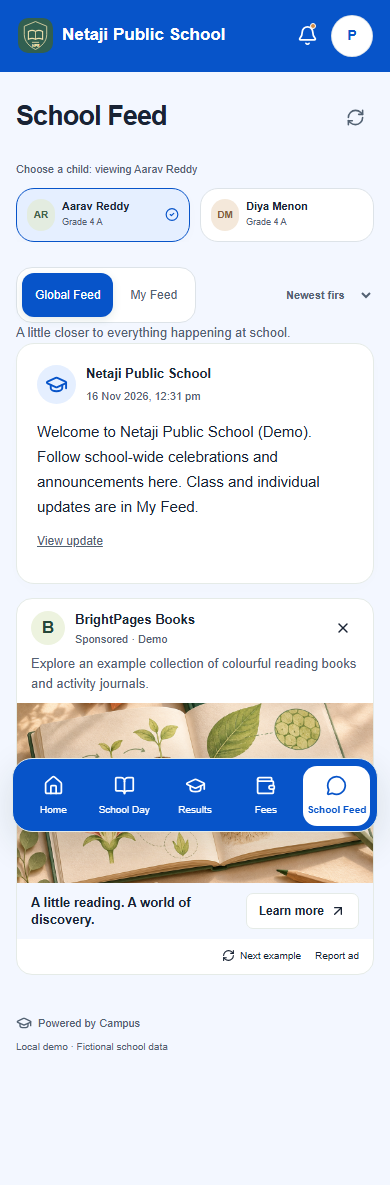 Netaji Public School
P
School Feed
Choose a child: viewing Aarav Reddy
AR
Aarav Reddy
Grade 4 A
DM
Diya Menon
Grade 4 A
Global Feed
My Feed
Newest firs
A little closer to everything happening at school.
Netaji Public School
16 Nov 2026, 12:31 pm
Welcome to Netaji Public School (Demo).
Follow school-wide celebrations and
announcements here. Class and individual
updates are in My Feed.
View update
B
BrightPages Books
Sponsored · Demo
Explore an example collection of colourful reading books
and activity journals.
Home
School Day
Results
Fees
School Feed
A little reading. A world of
discovery.
Learn more
Next example
Report ad
Powered by Campus
Local demo · Fictional school data